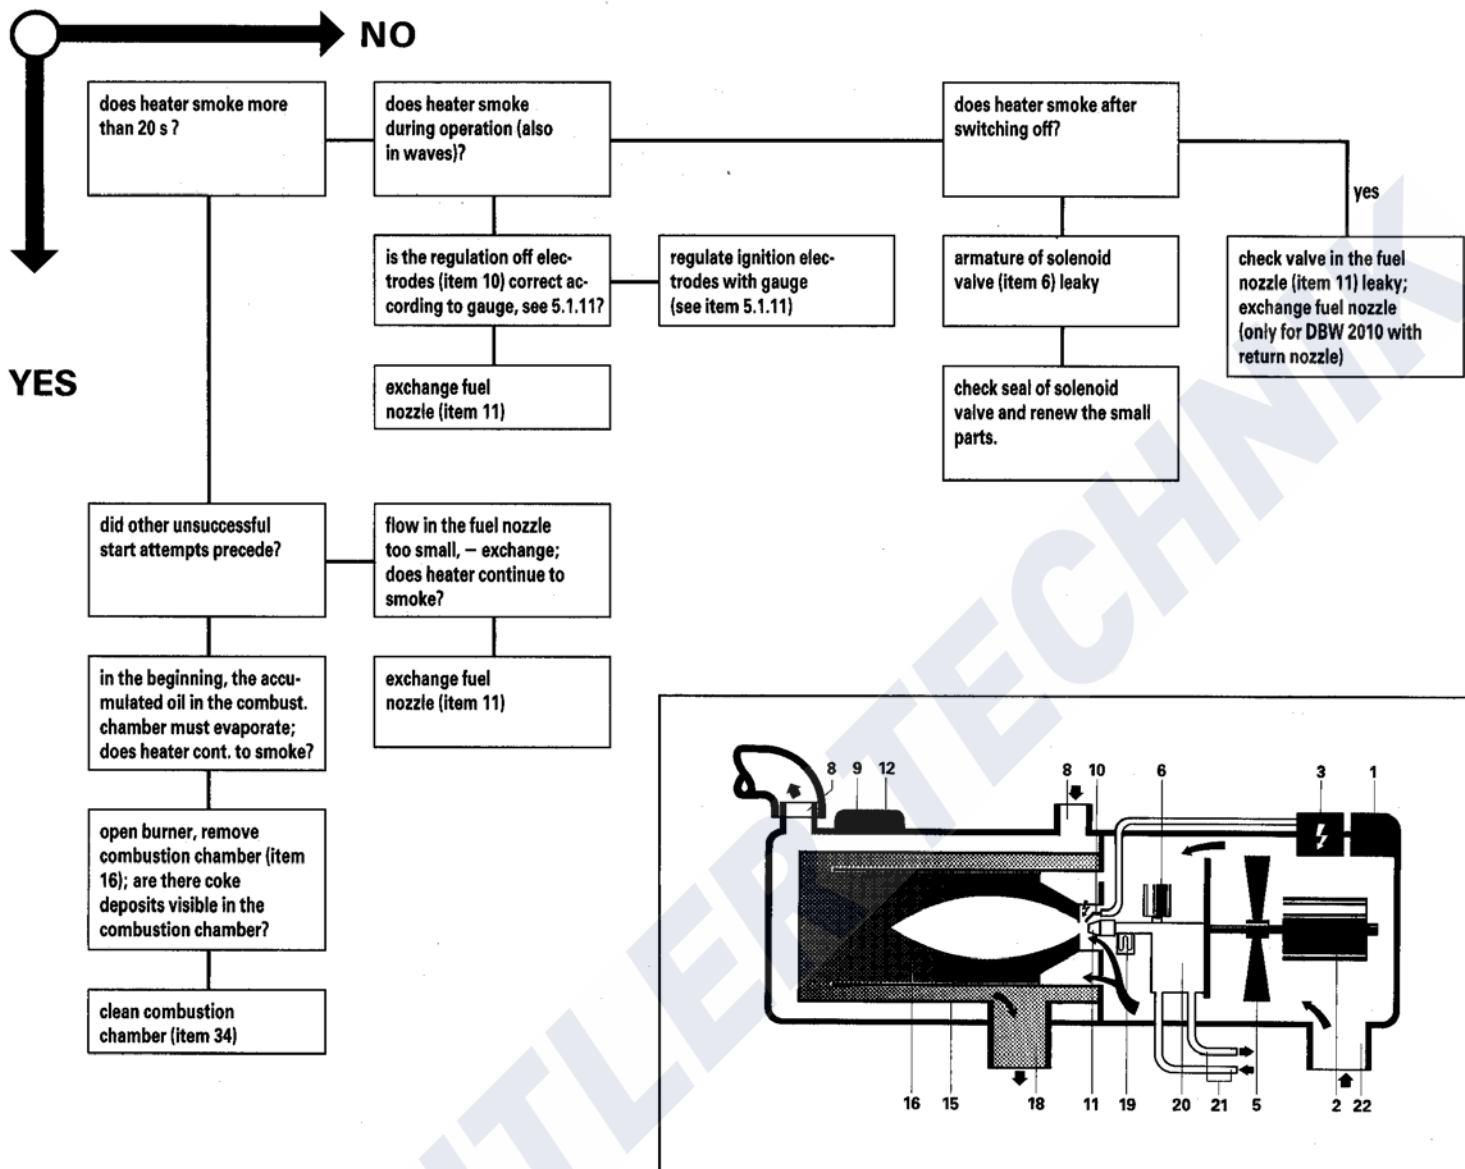 NO
YES
does heater smoke more
than 20 s ?
does heater smoke
during operation (also
in waves)?
does heater smoke after
switching off?
yes
is the regulation off elec-
trodes (item 10) correct ac-
cording to gauge, see 5.1.11?
regulate ignition elec-
trodes with gauge
(see item 5.1.11)
armature of solenoid
valve (item 6) leaky
check valve in the fuel
nozzle (item 11) leaky;
exchange fuel nozzle
(only for DBW 2010 with
return nozzle)
exchange fuel
nozzle (item 11)
check seal of solenoid
valve and renew the small
parts.
did other unsuccessful
start attempts precede?
flow in the fuel nozzle
too small, — exchange;
does heater continue to
smoke?
in the beginning, the accu-
mulated oil in the combust.
chamber must evaporate;
does heater cont. to smoke?
exchange fuel
nozzle (item 11)
open burner, remove
combustion chamber (item
16); are there coke
deposits visible in the
combustion chamber?
clean combustion
chamber (item 34)
8 9 12 8 10 6 3 1
16 15 18 11 19 20 21 5 2 22
TLER TECHNIK